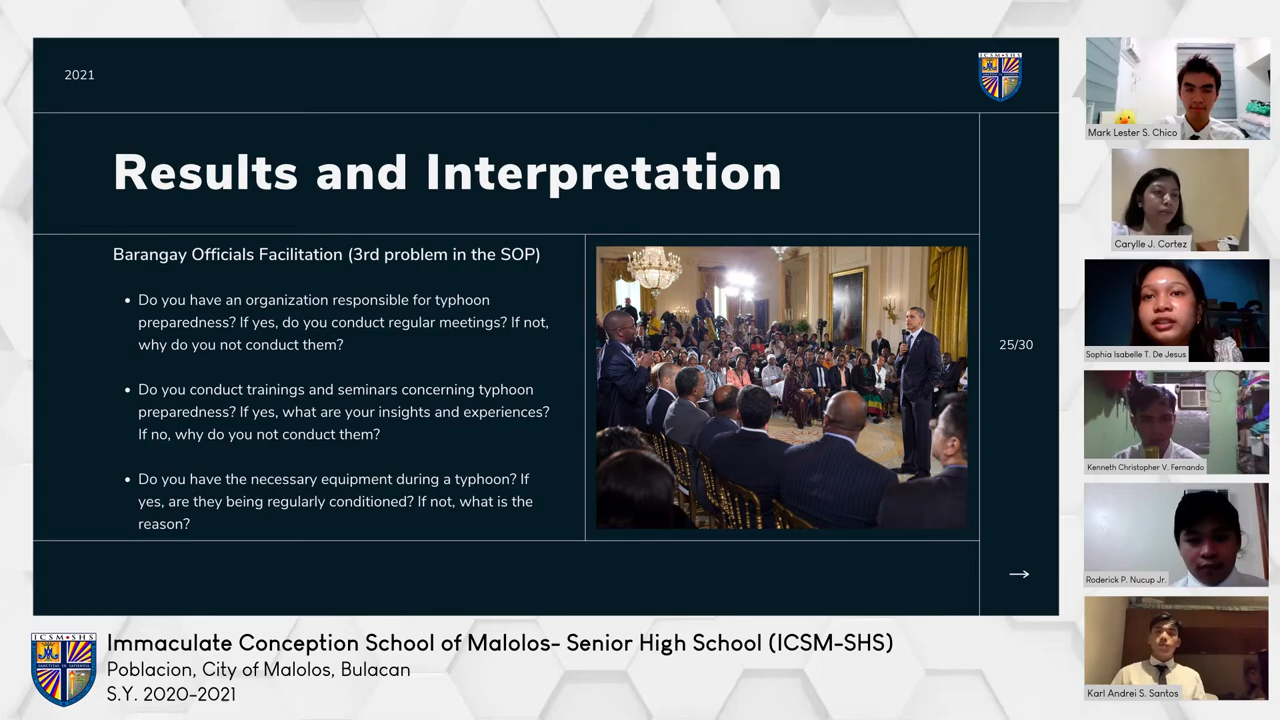 2021
ICSM-SHS
Results and Interpretation
Barangay Officials Facilitation (3rd problem in the SOP)
• Do you have an organization responsible for typhoon
preparedness? If yes, do you conduct regular meetings? If not,
why do you not conduct them?
• Do you conduct trainings and seminars concerning typhoon
preparedness? If yes, what are your insights and experiences?
If no, why do you not conduct them?
• Do you have the necessary equipment during a typhoon? If
yes, are they being regularly conditioned? If not, what is the
reason?
25/30
→
Mark Lester S. Chico
Carylle J. Cortez
Sophia Isabelle T. De Jesus
Kenneth Christopher V. Fernando
Roderick P. Nucup Jr.
Karl Andrei S. Santos
ICSM•SHS
Immaculate Conception School of Malolos- Senior High School (ICSM-SHS)
Poblacion, City of Malolos, Bulacan
S.Y. 2020-2021